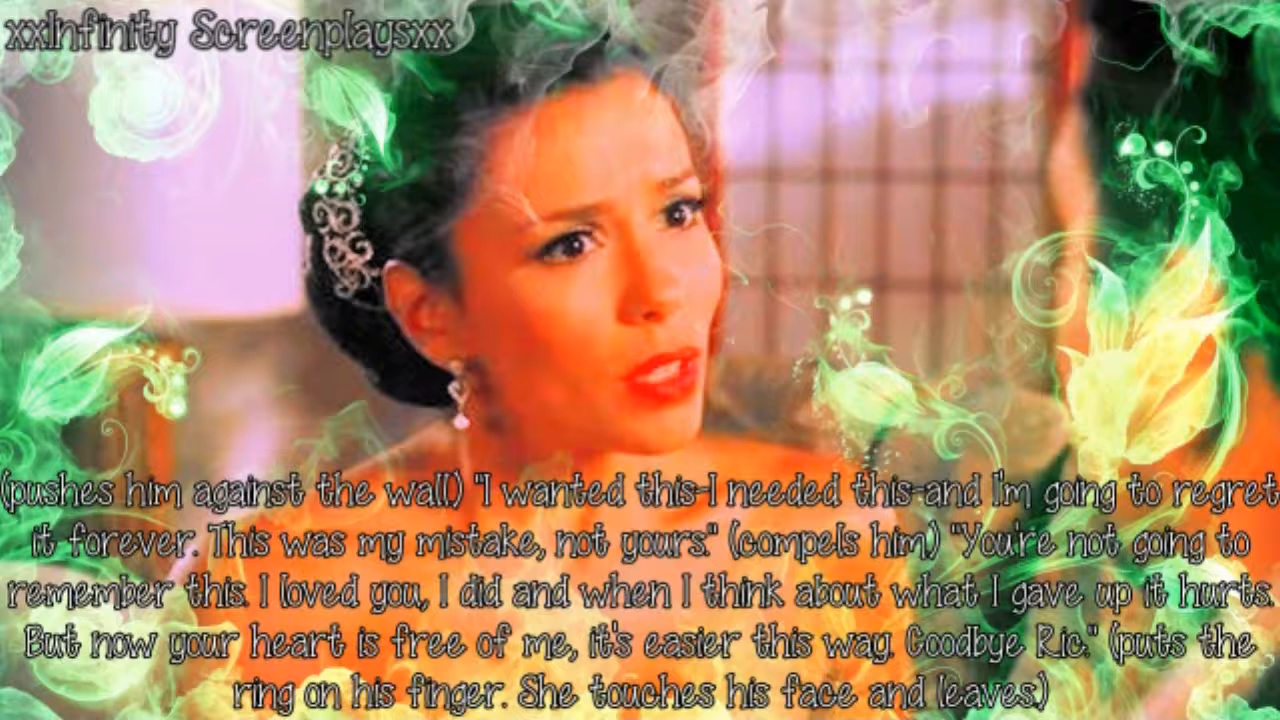 xxInfinity Screenplaysxx
(pushes him against the wall) "I wanted this-I needed this-and I'm going to regret
it forever. This was my mistake, not yours." (compels him) "You're not going to
remember this. I loved you, I did and when I think about what I gave up it hurts.
But now your heart is free of me, it's easier this way. Goodbye Ric." (puts the
ring on his finger. She touches his face and leaves.)